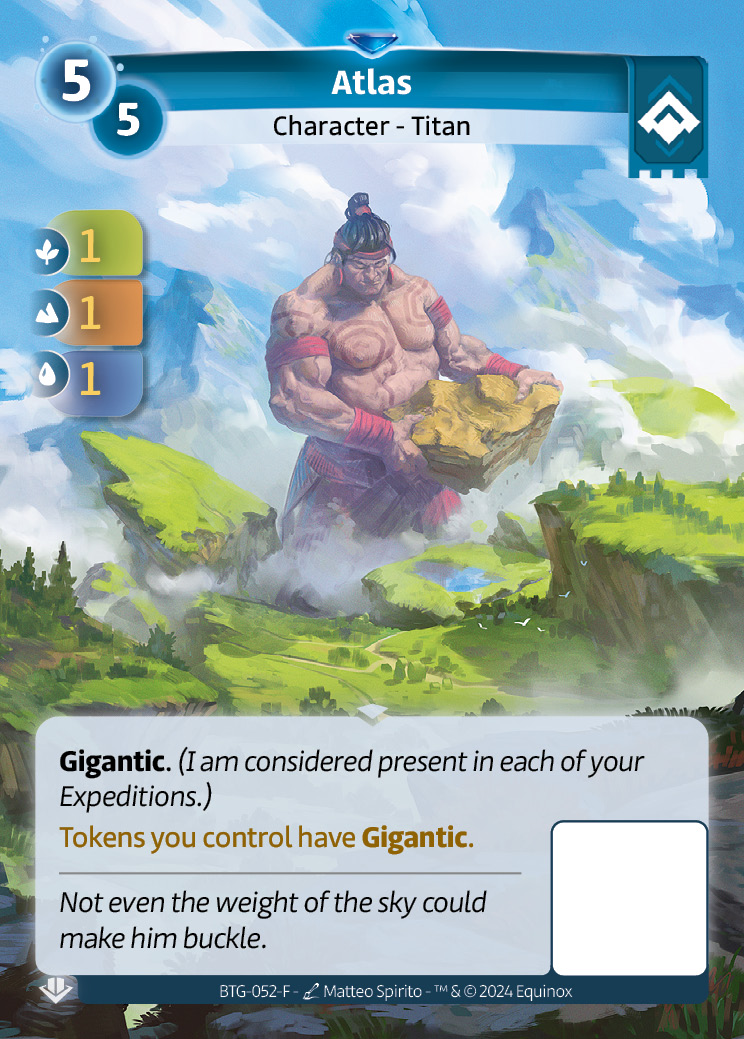 5
Atlas
5
Character - Titan
1
1
1
Gigantic. (I am considered present in each of your
Expeditions.)
Tokens you control have Gigantic.
Not even the weight of the sky could
make him buckle.
BTG-052-F - Matteo Spirito - ™ & © 2024 Equinox